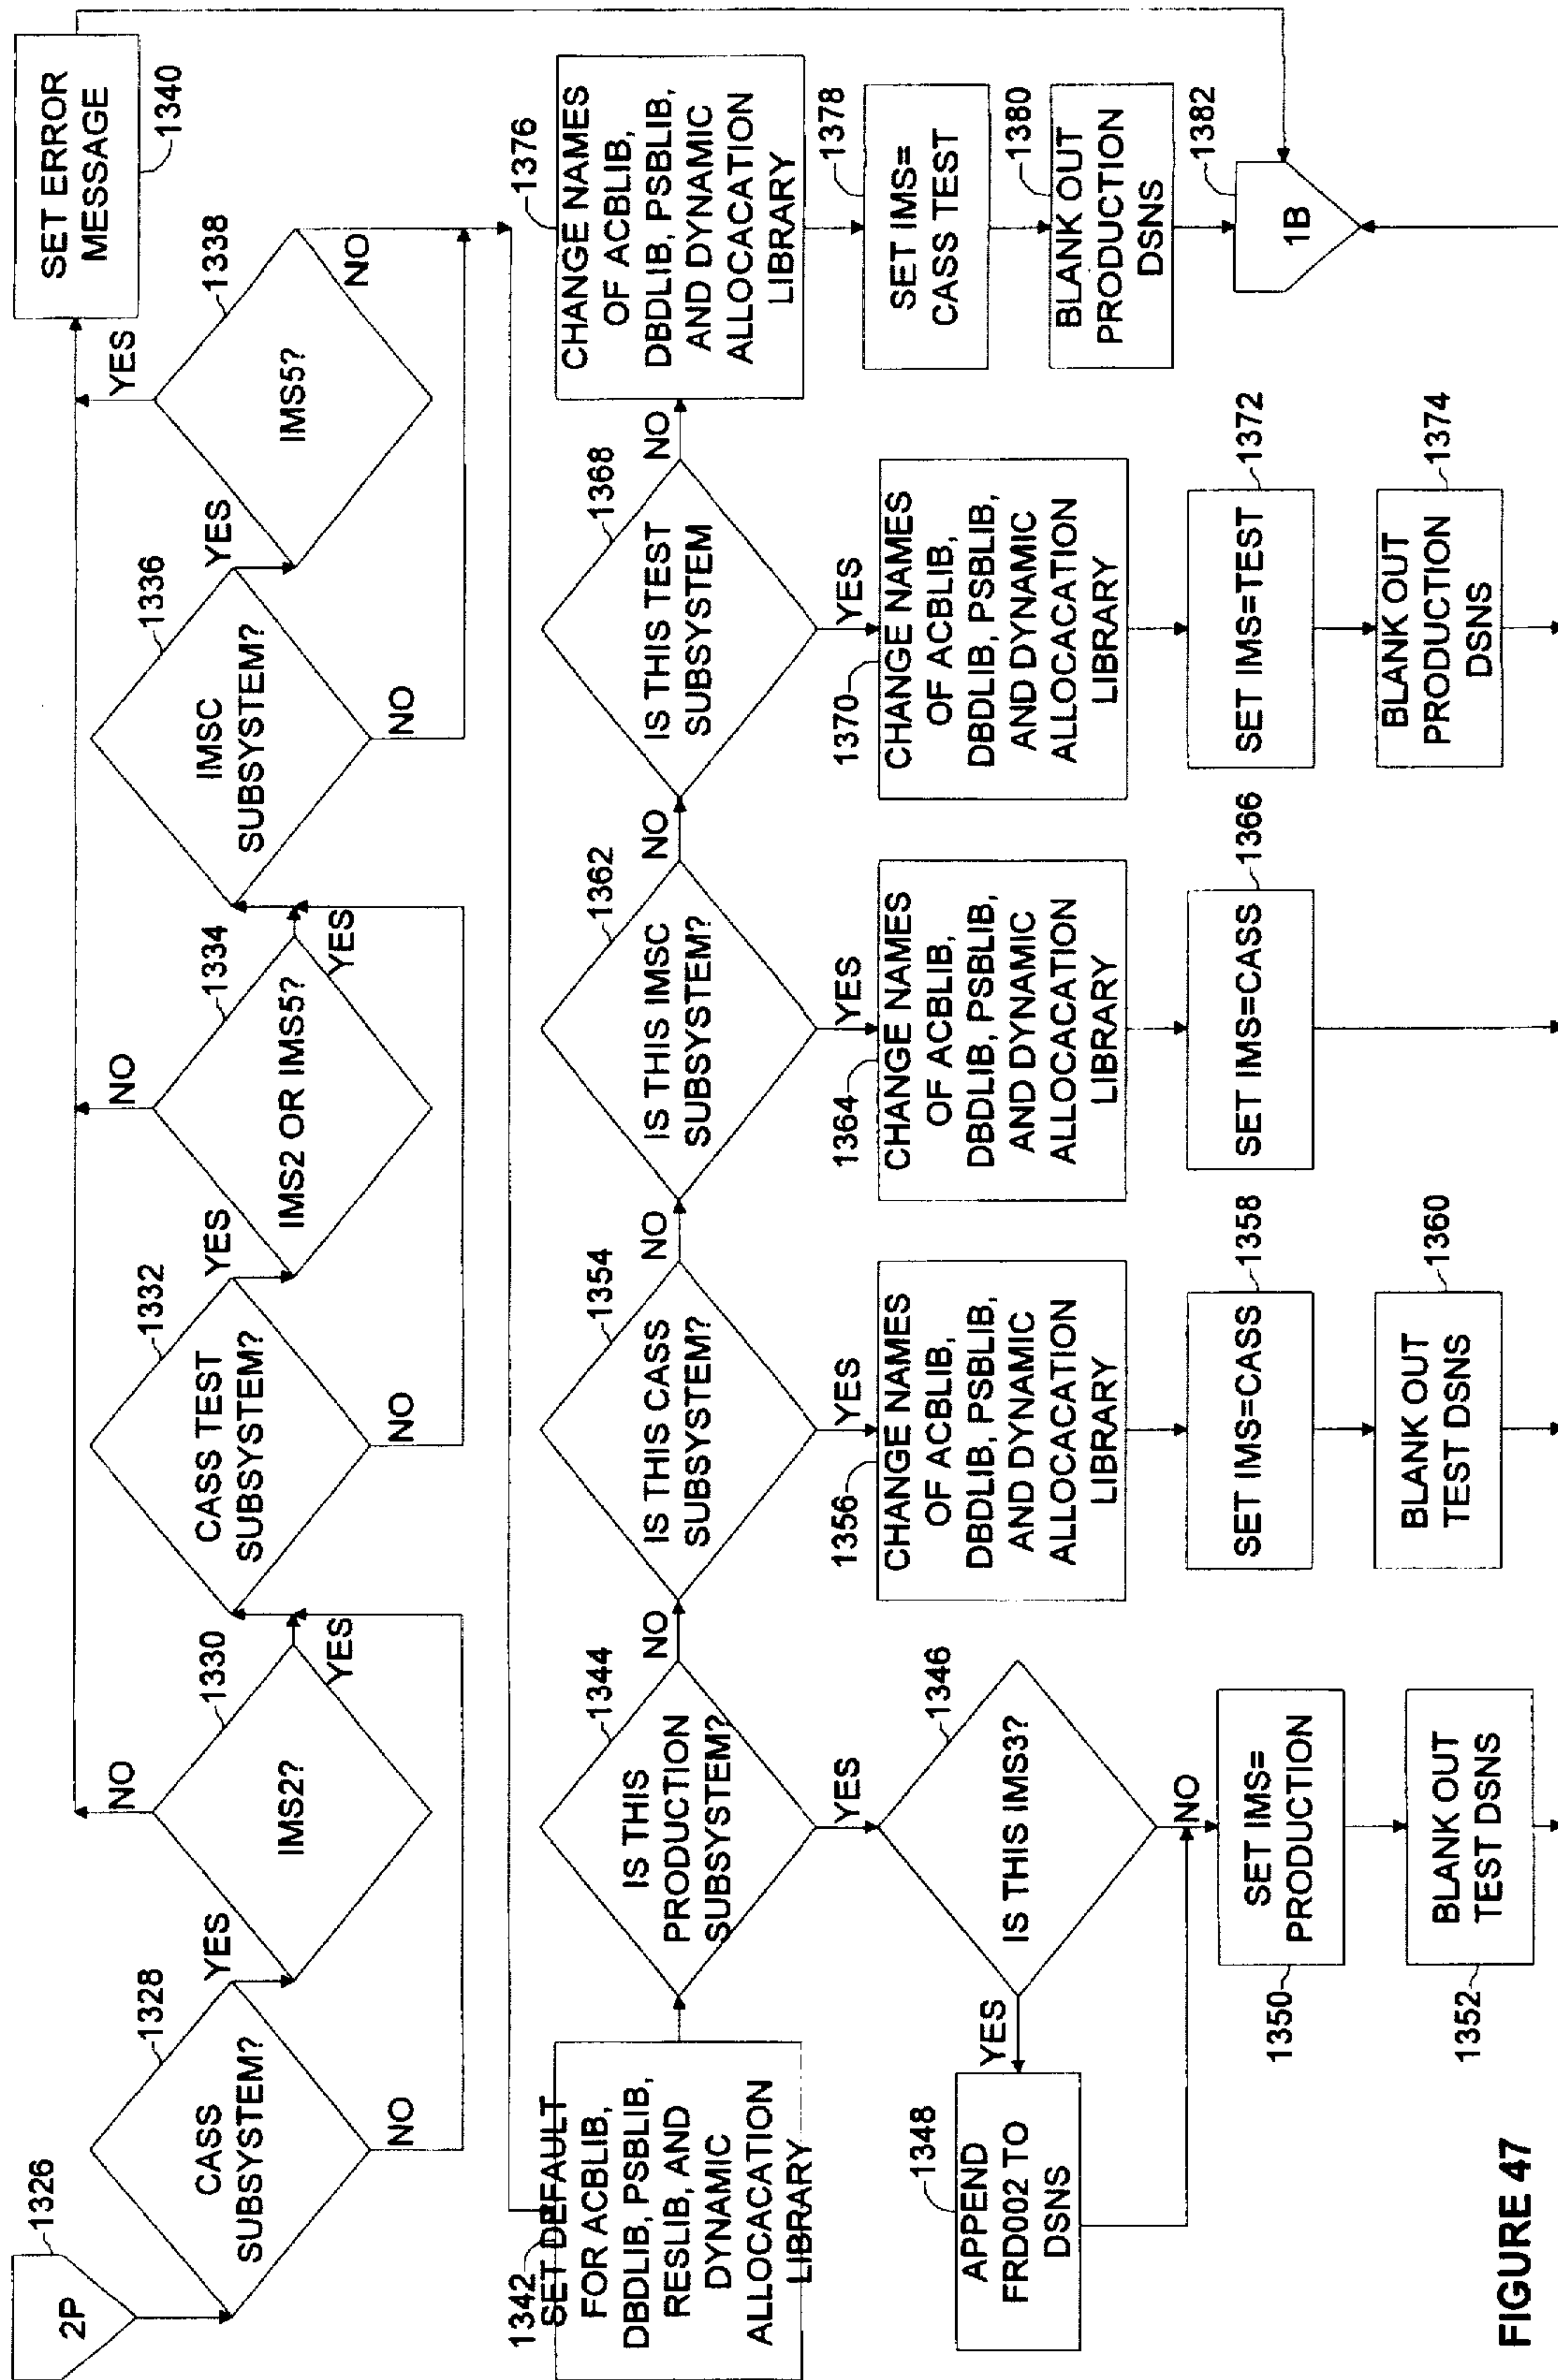 2P
1326
CASS
SUBSYSTEM?
1328
YES
NO
IMS2?
1330
NO
YES
CASS TEST
SUBSYSTEM?
1332
YES
NO
IMS2 OR IMS5?
1334
NO
YES
IMSC
SUBSYSTEM?
1336
YES
NO
IMS5?
1338
YES
NO
SET ERROR
MESSAGE
1340
1342
SET DEFAULT
FOR ACBLIB,
DBDLIB, PSBLIB,
RESLIB, AND
DYNAMIC
ALLOCACATION
LIBRARY
IS THIS
PRODUCTION
SUBSYSTEM?
1344
NO
YES
IS THIS IMS3?
1346
YES
NO
1348
APPEND
FRD002 TO
DSNS
SET IMS=
PRODUCTION
1350
BLANK OUT
TEST DSNS
1352
IS THIS CASS
SUBSYSTEM?
1354
NO
YES
1356
CHANGE NAMES
OF ACBLIB,
DBDLIB, PSBLIB,
AND DYNAMIC
ALLOCACATION
LIBRARY
SET IMS=CASS
1358
BLANK OUT
TEST DSNS
1360
IS THIS IMSC
SUBSYSTEM?
1362
NO
YES
1364
CHANGE NAMES
OF ACBLIB,
DBDLIB, PSBLIB,
AND DYNAMIC
ALLOCACATION
LIBRARY
SET IMS=CASS
1366
IS THIS TEST
SUBSYSTEM
1368
NO
YES
1370
CHANGE NAMES
OF ACBLIB,
DBDLIB, PSBLIB,
AND DYNAMIC
ALLOCACATION
LIBRARY
SET IMS=TEST
1372
BLANK OUT
PRODUCTION
DSNS
1374
1376
CHANGE NAMES
OF ACBLIB,
DBDLIB, PSBLIB,
AND DYNAMIC
ALLOCACATION
LIBRARY
SET IMS=
CASS TEST
1378
BLANK OUT
PRODUCTION
DSNS
1380
1B
1382
FIGURE 47